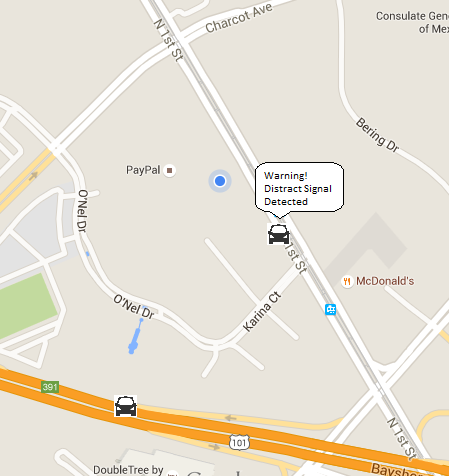 Charcot Ave
N 1st St
Consulate Gene
of Mex
Bering Dr
PayPal
Warning!
Distract Signal
Detected
O'Nel Dr
1st St
McDonald's
O'Nel Dr
Karina Ct
391
101
N 1st St
Baysho
DoubleTree by